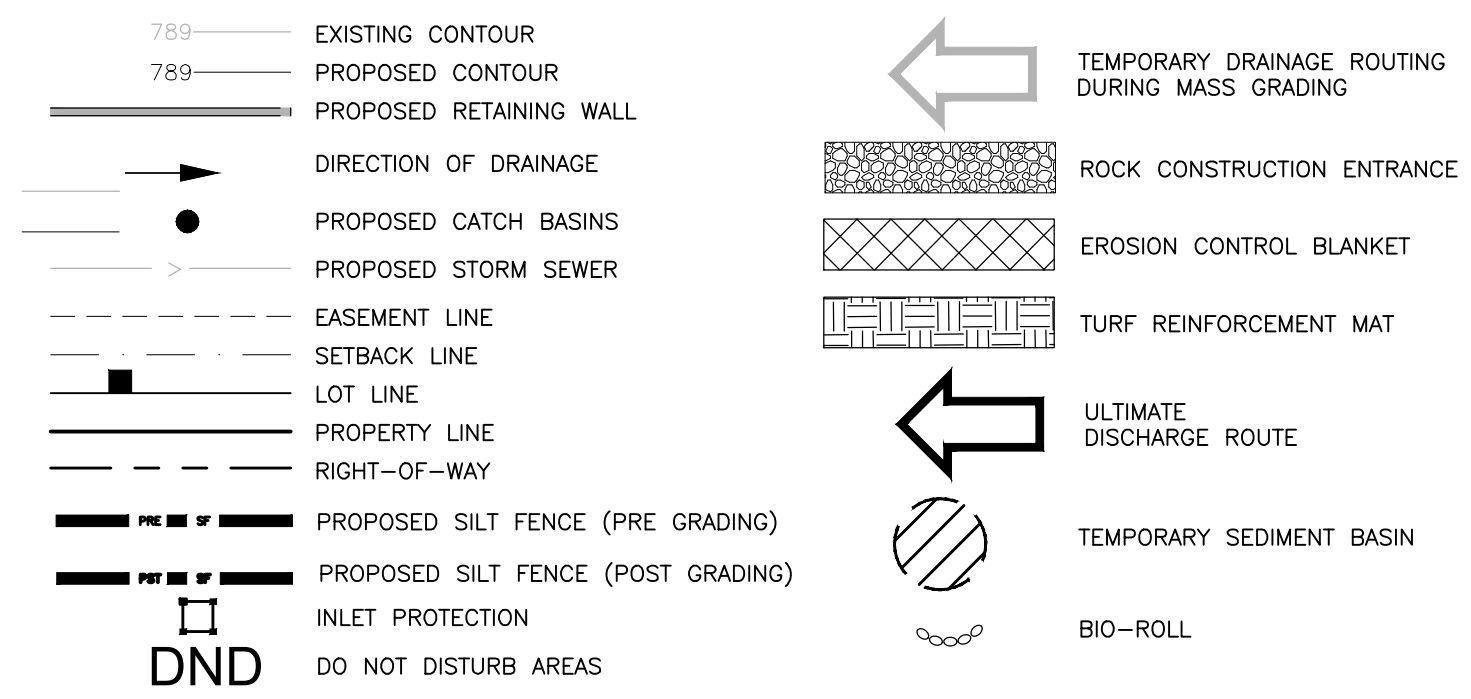 789 EXISTING CONTOUR
789 PROPOSED CONTOUR
PROPOSED RETAINING WALL
DIRECTION OF DRAINAGE
PROPOSED CATCH BASINS
> PROPOSED STORM SEWER
EASEMENT LINE
SETBACK LINE
LOT LINE
PROPERTY LINE
RIGHT-OF-WAY
PRE SF PROPOSED SILT FENCE (PRE GRADING)
PST SF PROPOSED SILT FENCE (POST GRADING)
INLET PROTECTION
DND DO NOT DISTURB AREAS
TEMPORARY DRAINAGE ROUTING
DURING MASS GRADING
ROCK CONSTRUCTION ENTRANCE
EROSION CONTROL BLANKET
TURF REINFORCEMENT MAT
ULTIMATE
DISCHARGE ROUTE
TEMPORARY SEDIMENT BASIN
BIO-ROLL